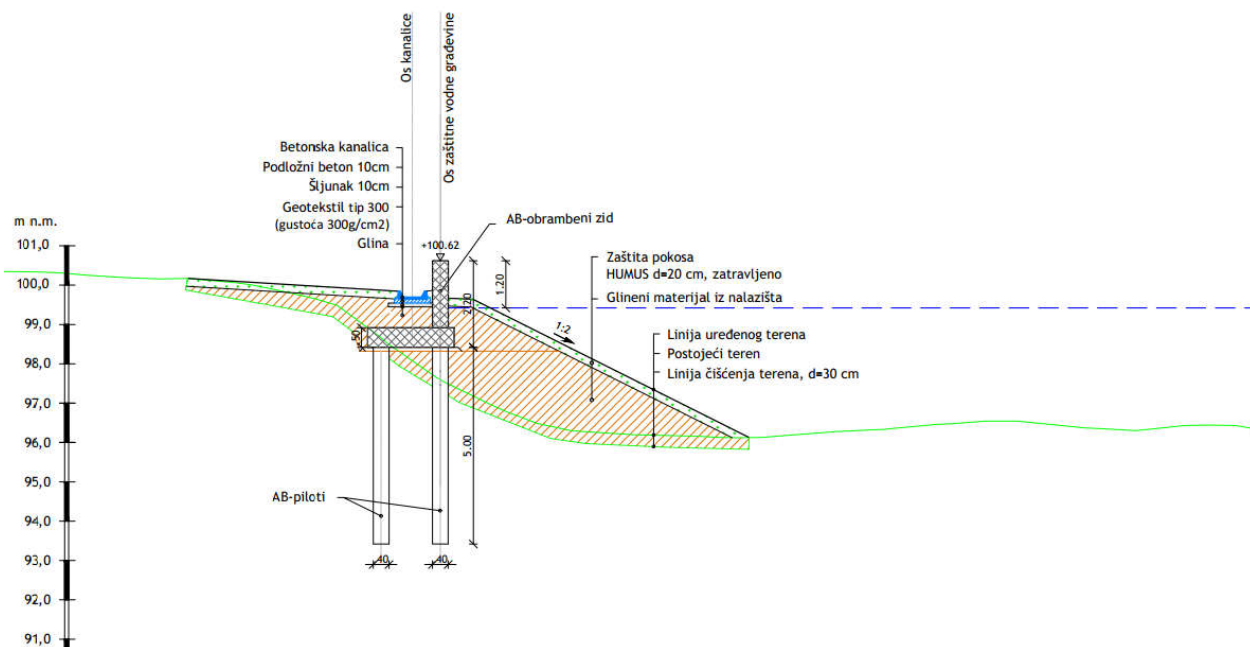 Os kanalice
Os zaštitne vodne građevine
Betonska kanalica
Podložni beton 10cm
Šljunak 10cm
Geotekstil tip 300
(gustoća 300g/cm2)
Glina
AB-obrambeni zid
+100.62
1.20
2.20
Zaštita pokosa
HUMUS d=20 cm, zatravljeno
Glineni materijal iz nalazišta
1:2
Linija uređenog terena
Postojeći teren
Linija čišćenja terena, d=30 cm
50
5.00
AB-piloti
40
40
m n.m.
101,0
100,0
99,0
98,0
97,0
96,0
95,0
94,0
93,0
92,0
91,0